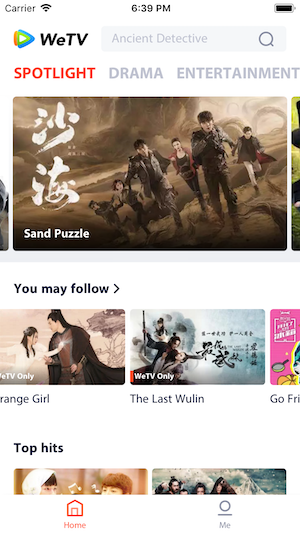 Carrier 6:39 PM
WeTV Ancient Detective
SPOTLIGHT DRAMA ENTERTAINMENT
沙海
Sand Puzzle
You may follow
WeTV Only
WeTV Only
range Girl The Last Wulin Go Fri
Top hits
Home Me